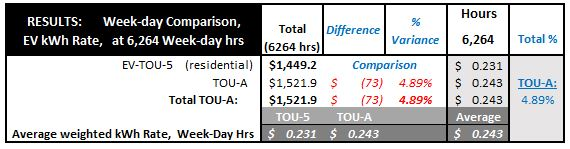 RESULTS: Week-day Comparison, EV kWh Rate, at 6,264 Week-day hrs
Total (6264 hrs)
Difference
% Variance
Hours 6,264
Total %
EV-TOU-5 (residential) $1,449.2 Comparison $ 0.231
TOU-A $1,521.9 $ (73) 4.89% $ 0.243 TOU-A:
Total TOU-A: $1,521.9 $ (73) 4.89% $ 0.243 4.89%
TOU-5 TOU-A Average
Average weighted kWh Rate, Week-Day Hrs $ 0.231 $ 0.243 $ 0.243